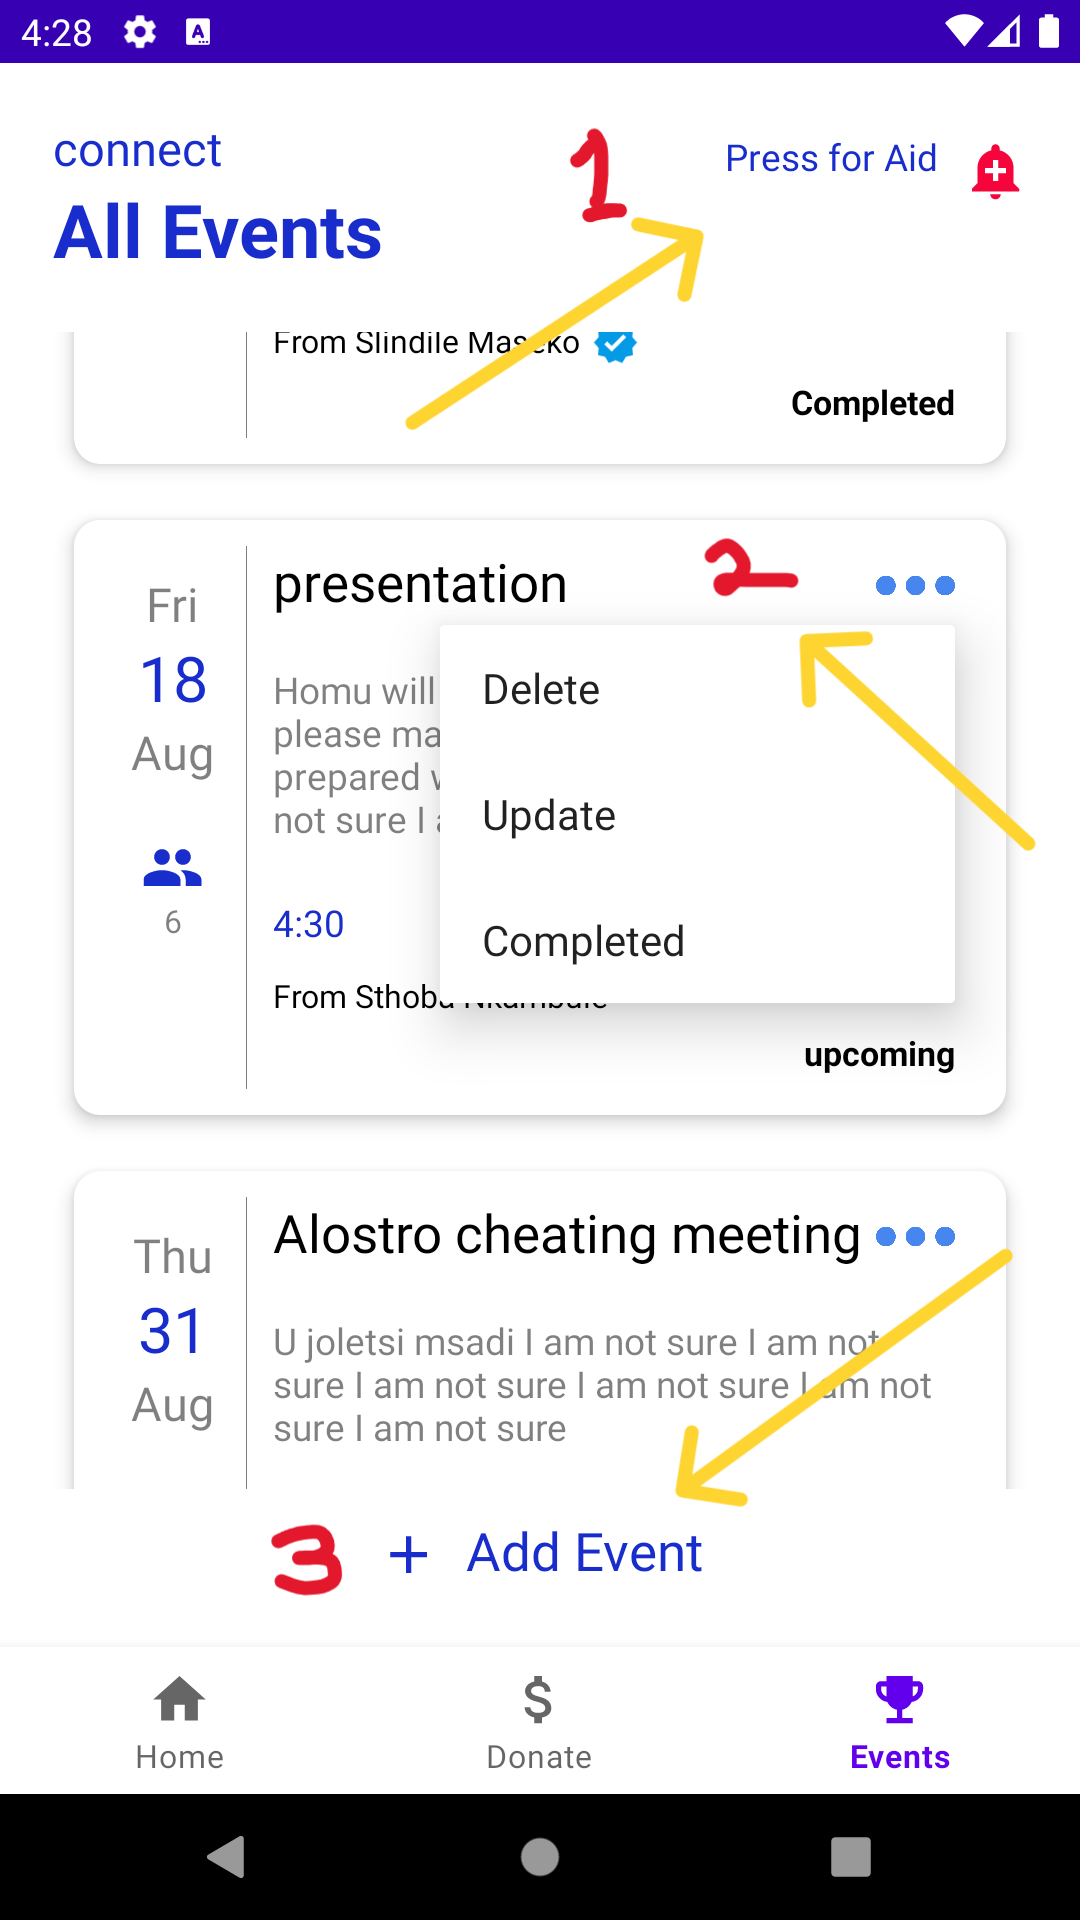 4:28
connect
1
Press for Aid
All Events
From Slindile Maseko
Completed
Fri
18
Aug
6
presentation
2
Homu will
please ma
prepared
not sure I
4:30
From Sthoba Nkambule
Delete
Update
Completed
upcoming
Thu
31
Aug
Alostro cheating meeting
U joletsi msadi I am not sure I am not
sure I am not sure I am not sure I am not
sure I am not sure
3
+ Add Event
Home
$
Donate
Events